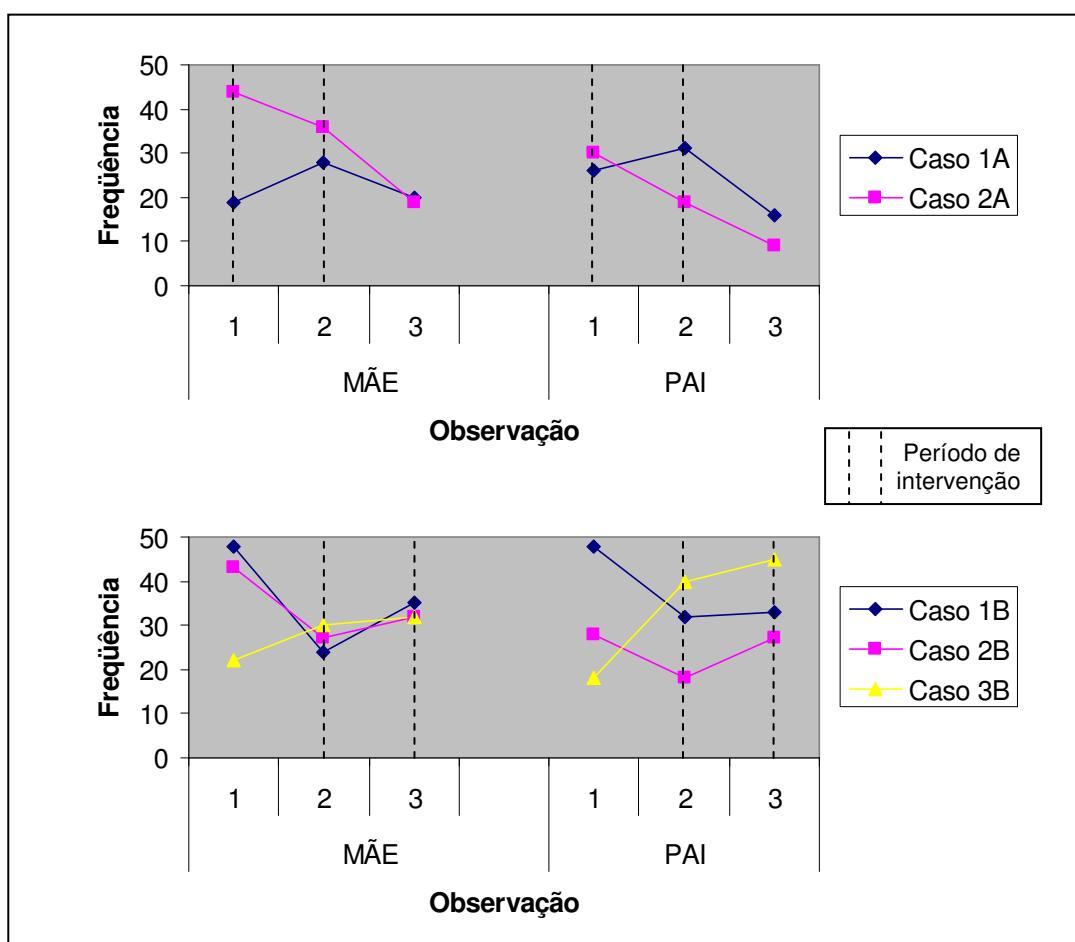 50
40
30
20
10
0
Freqüência
1 2 3 1 2 3
MÃE PAI
Observação
Caso 1A
Caso 2A
Período de
intervenção
50
40
30
20
10
0
Freqüência
1 2 3 1 2 3
MÃE PAI
Observação
Caso 1B
Caso 2B
Caso 3B